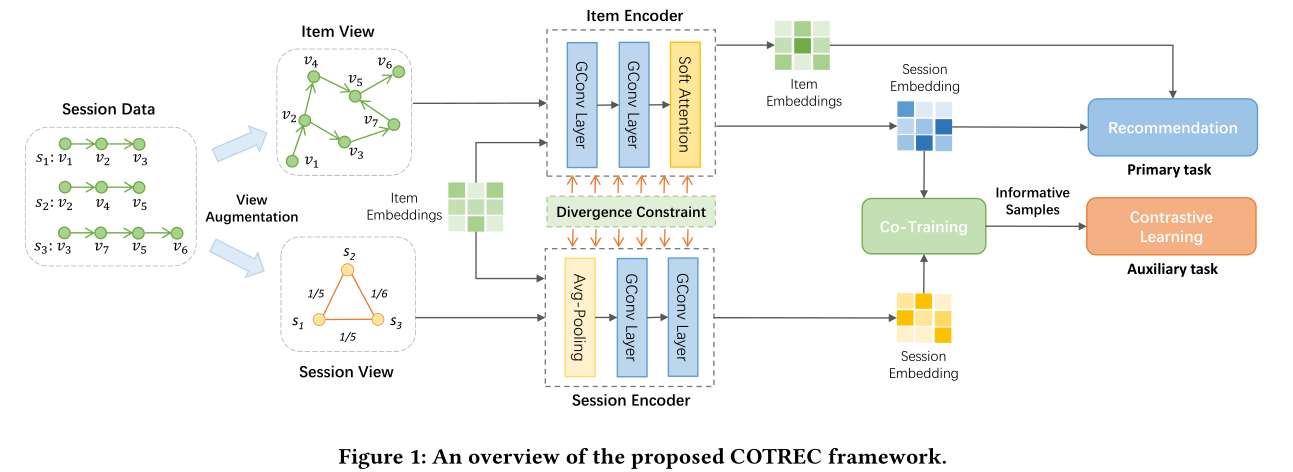 Session Data
s1: v1 v2 v3
s2: v2 v4 v5
s3: v3 v7 v5 v6
View
Augmentation
Item View
v4
v6
v5
v2
v7
v3
v1
s2
1/5
1/6
s1
s3
1/5
Session View
Item
Embeddings
Item Encoder
GConv Layer
GConv Layer
Soft Attention
Divergence Constraint
Avg-Pooling
GConv Layer
GConv Layer
Session Encoder
Item
Embeddings
Session
Embedding
Recommendation
Primary task
Co-Training
Informative
Samples
Contrastive
Learning
Auxiliary task
Session
Embedding
Figure 1: An overview of the proposed COTREC framework.